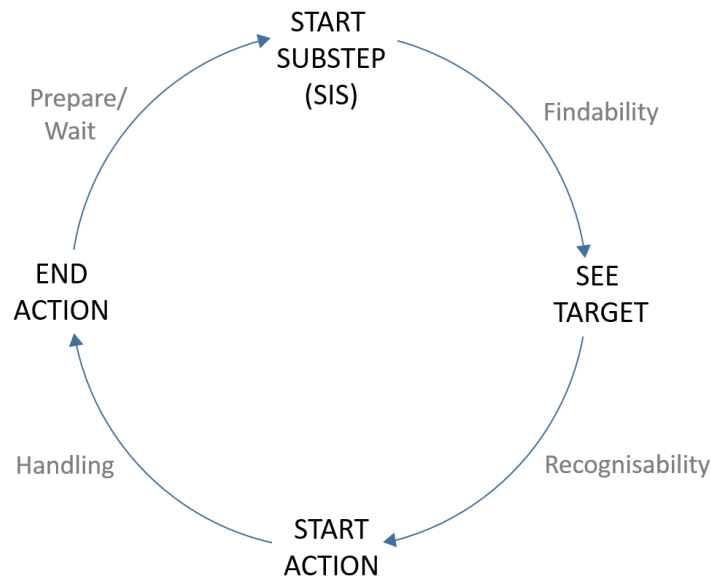 START
SUBSTEP
(SIS)
Findability
SEE
TARGET
Recognisability
START
ACTION
Handling
END
ACTION
Prepare/
Wait